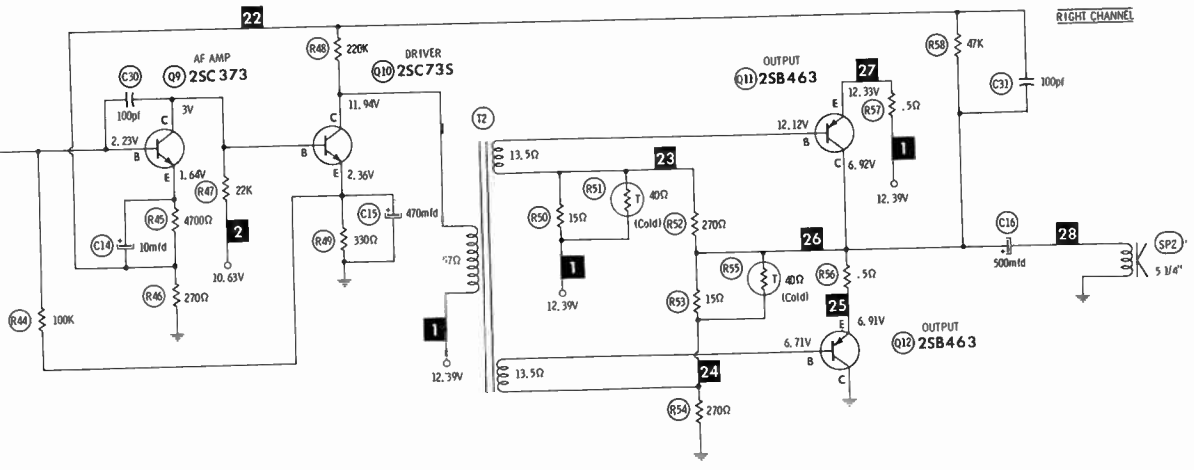 22
RIGHT CHANNEL
AF AMP
Q9 2SC373
C30
100pf
3V
C
2.23V
B
E
1.64V
R47
22K
2
10.63V
R45
4700Ω
C14
+
10mfd
R46
270Ω
R44
100K
R48
220K
DRIVER
Q10 2SC73S
11.94V
C
B
E
2.36V
R49
330Ω
C15
+
470mfd
1
12.39V
T2
13.5Ω
23
R50
15Ω
R51
T
40Ω
(Cold)
R52
270Ω
1
12.39V
R53
15Ω
R55
T
40Ω
(Cold)
26
13.5Ω
24
R54
270Ω
OUTPUT
Q11 2SB463
27
12.33V
E
12.12V
B
C
6.92V
R57
.5Ω
1
12.39V
R56
.5Ω
25
E
6.91V
6.71V
B
C
OUTPUT
Q12 2SB463
R58
47K
C31
100pf
C16
+
500mfd
28
SP2
5 1/4"